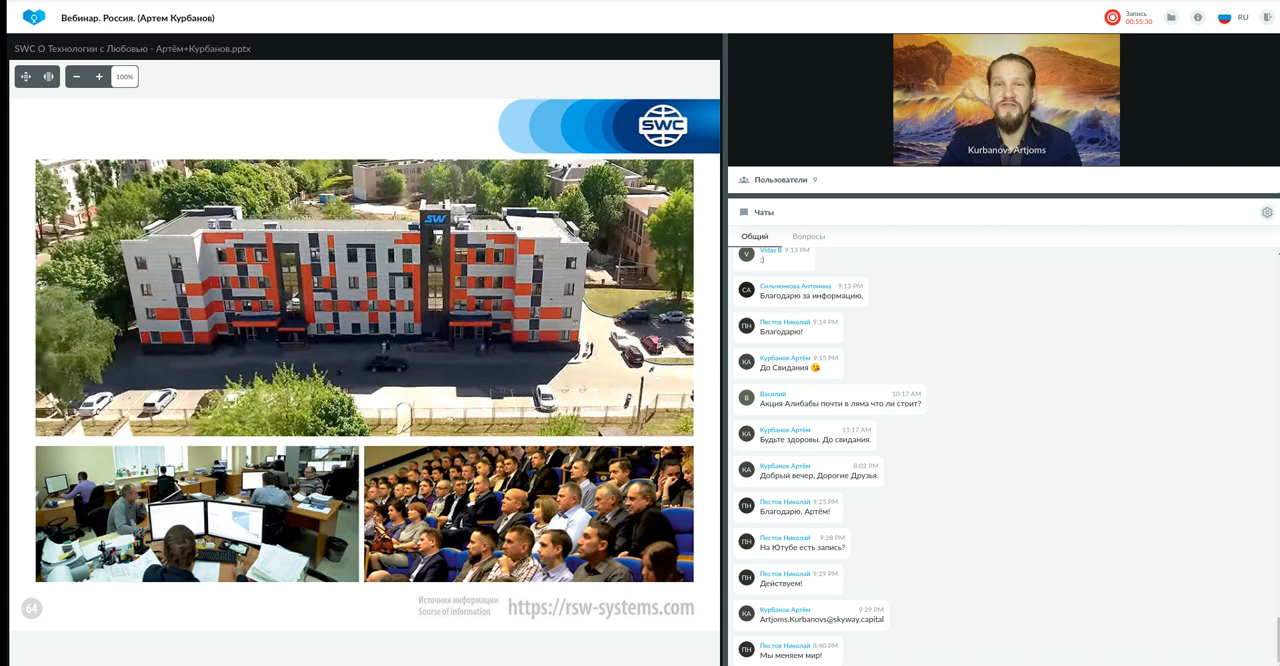 Вебинар. Россия. (Артем Курбанов)
Запись
00:55:30
RU
SWC О Технологии с Любовью - Артём+Курбанов.pptx
100%
SWC
SW
64
Источник информации
Sourse of information
https://rsw-systems.com
Kurbanovs Artjoms
Пользователи 9
Чаты
Общий Вопросы
V
Vidas B 9:13 PM
:)
СА
Сильченкова Антонина 9:13 PM
Благодарю за информацию,
ПН
Пестов Николай 9:14 PM
Благодарю!
КА
Курбанов Артём 9:15 PM
До Свидания 😘
В
Василий 10:17 AM
Акция Алибабы почти в ляма что ли стоит?
КА
Курбанов Артём 11:17 AM
Будьте здоровы. До свидания.
КА
Курбанов Артём 8:02 PM
Добрый вечер, Дорогие Друзья.
ПН
Пестов Николай 9:25 PM
Благодарю, Артём!
ПН
Пестов Николай 9:28 PM
На Ютубе есть запись?
ПН
Пестов Николай 9:29 PM
Действуем!
КА
Курбанов Артём 9:29 PM
Artjoms.Kurbanovs@skyway.capital
ПН
Пестов Николай 8:40 PM
Мы меняем мир!